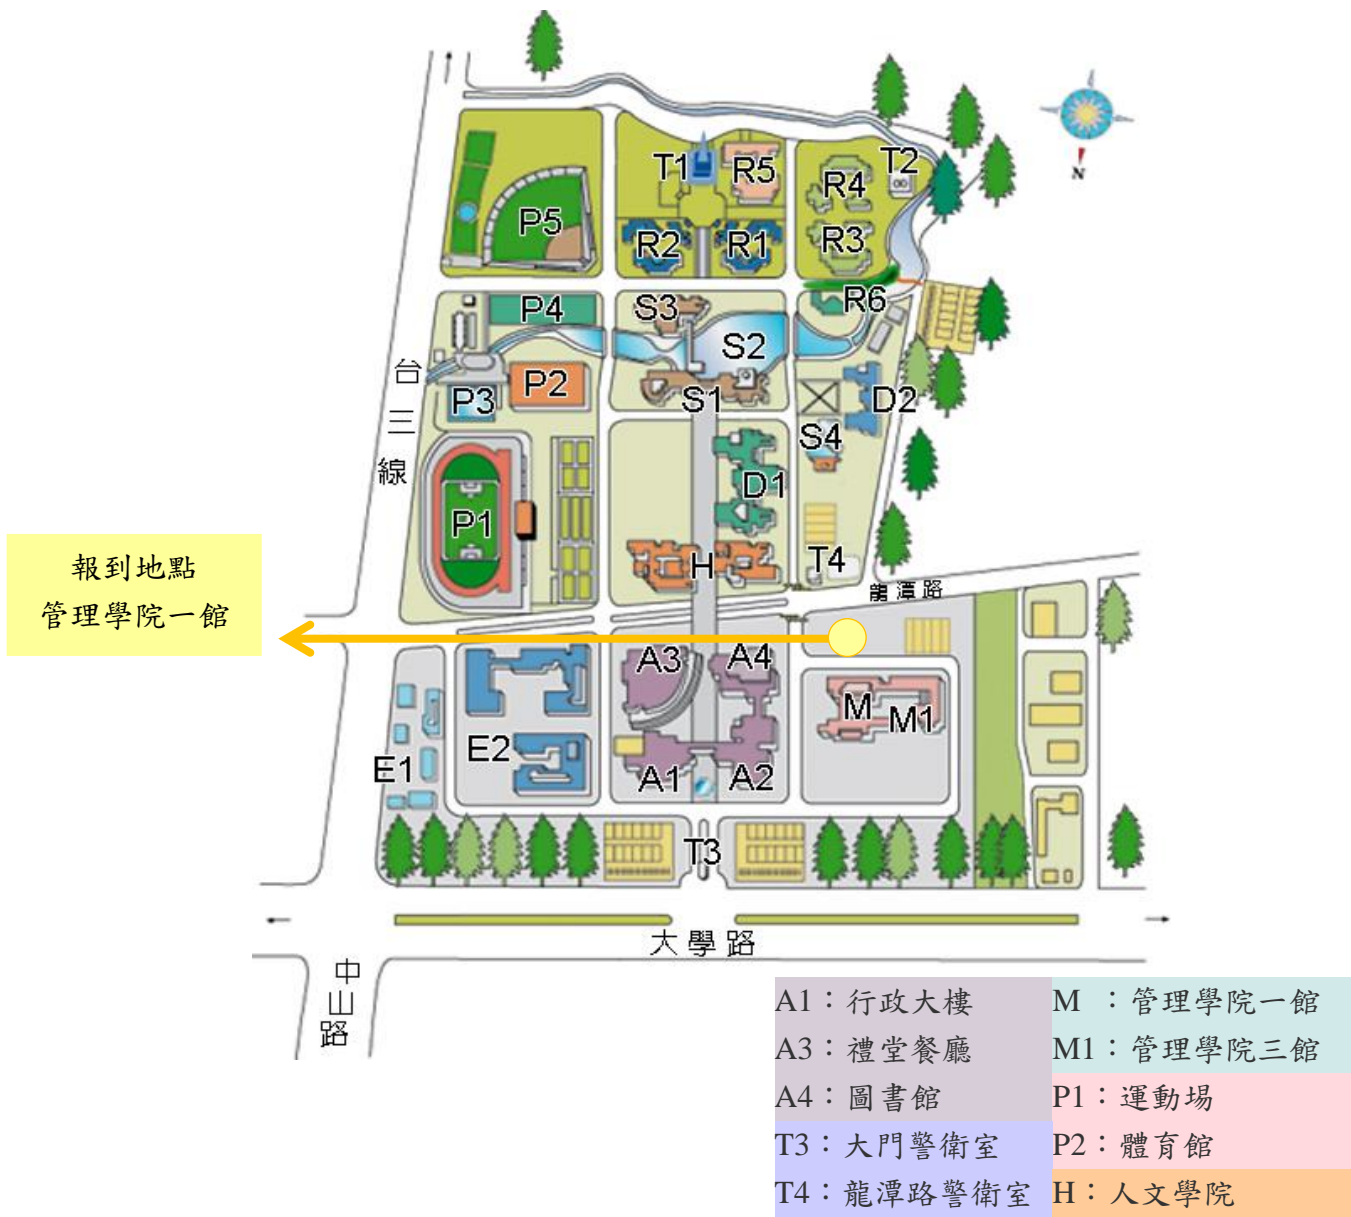 T1
R5
T2
R4
P5
R2
R1
R3
N
P4
S3
R6
S2
台三線
P3
P2
S1
D2
S4
D1
P1
H
T4
龍潭路
報到地點
管理學院一館
A3
A4
M
M1
E2
E1
A1
A2
T3
大學路
中山路
A1：行政大樓
M ：管理學院一館
A3：禮堂餐廳
M1：管理學院三館
A4：圖書館
P1：運動場
T3：大門警衛室
P2：體育館
T4：龍潭路警衛室
H：人文學院